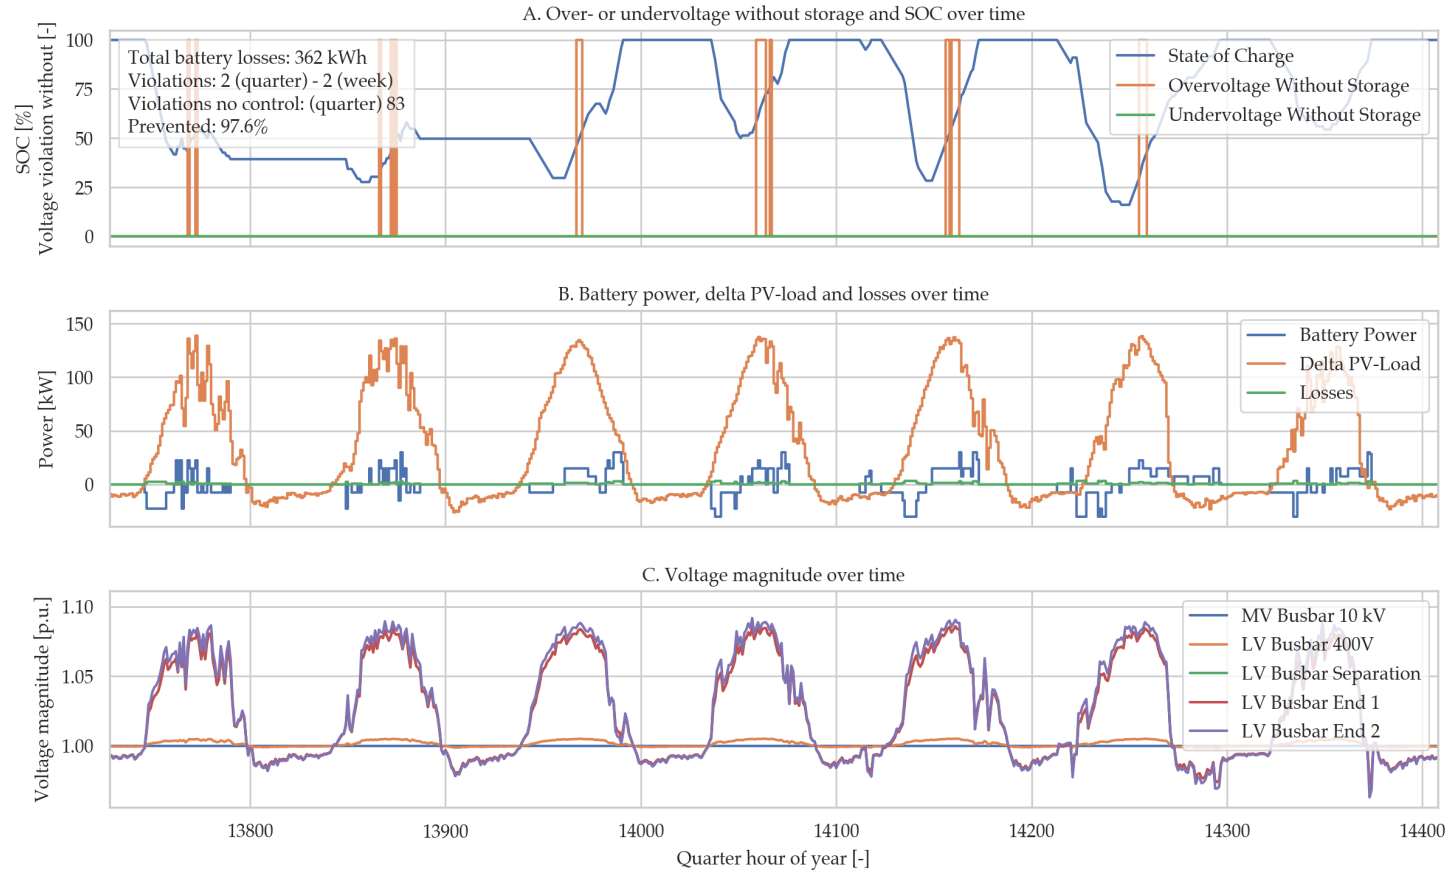 A. Over- or undervoltage without storage and SOC over time
SOC [%]
Voltage violation without [-]
100
75
50
25
0
Total battery losses: 362 kWh
Violations: 2 (quarter) - 2 (week)
Violations no control: (quarter) 83
Prevented: 97.6%
State of Charge
Overvoltage Without Storage
Undervoltage Without Storage
B. Battery power, delta PV-load and losses over time
Power [kW]
150
100
50
0
Battery Power
Delta PV-Load
Losses
C. Voltage magnitude over time
Voltage magnitude [p.u.]
1.10
1.05
1.00
MV Busbar 10 kV
LV Busbar 400V
LV Busbar Separation
LV Busbar End 1
LV Busbar End 2
13800
13900
14000
14100
14200
14300
14400
Quarter hour of year [-]